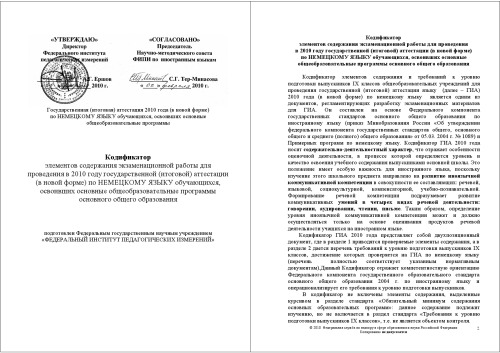 «УТВЕРЖДАЮ»
Директор
Федерального института
педагогических измерений
А.Г. Ершов
2010 г.
«СОГЛАСОВАНО»
Председатель
Научно-методического совета
ФИПИ по иностранным языкам
С.Г. Тер-Минасова
2010 г.
Государственная (итоговая) аттестация 2010 года (в новой форме)
по НЕМЕЦКОМУ ЯЗЫКУ обучающихся, освоивших основные
общеобразовательные программы
Кодификатор
элементов содержания экзаменационной работы для
проведения в 2010 году государственной (итоговой) аттестации
(в новой форме) по НЕМЕЦКОМУ ЯЗЫКУ обучающихся,
освоивших основные общеобразовательные программы
основного общего образования
подготовлен Федеральным государственным научным учреждением
«ФЕДЕРАЛЬНЫЙ ИНСТИТУТ ПЕДАГОГИЧЕСКИХ ИЗМЕРЕНИЙ»
Кодификатор
элементов содержания экзаменационной работы для проведения
в 2010 году государственной (итоговой) аттестации (в новой форме)
по НЕМЕЦКОМУ ЯЗЫКУ обучающихся, освоивших основные
общеобразовательные программы основного общего образования
Кодификатор элементов содержания и требований к уровню
подготовки выпускников IX классов общеобразовательных учреждений для
проведения государственной (итоговой) аттестации (далее – ГИА)
2010 года (в новой форме) по немецкому языку является одним из
документов, регламентирующих разработку экзаменационных материалов
для ГИА. Он составлен на основе Федерального компонента
государственных стандартов основного общего образования по
иностранному языку (приказ Минобразования России «Об утверждении
федерального компонента государственных стандартов общего, основного
общего и среднего (полного) общего образования» от 05.03. 2004 г. № 1089) и
Примерных программ по немецкому языку. Кодификатор ГИА 2010 года
носит содержательно-деятельностный характер, что отражает особенности
оценочной деятельности, в процессе которой определяется уровень и
качество освоения учебного содержания выпускниками основной школы. Это
положение имеет особую важность для иностранного языка, поскольку
изучение этого школьного предмета направлено на развитие иноязычной
коммуникативной компетенции в совокупности ее составляющих: речевой,
языковой, социокультурной, компенсаторной, учебно-познавательной.
Формирование речевой компетенции подразумевает развитие
коммуникативных умений в четырех видах речевой деятельности:
говорении, аудировании, чтении, письме. Таким образом, определение
уровня иноязычной коммуникативной компетенции может и должно
осуществляться только на основе оценивания продуктов речевой
деятельности учащихся на иностранном языке.
Кодификатор ГИА 2010 года представляет собой двухпозиционный
документ, где в разделе 1 приводятся проверяемые элементы содержания, а в
разделе 2 дается перечень требований к уровню подготовки выпускников IX
классов, достижение которых проверяется на ГИА по немецкому языку
(перечень полностью соответствует указанным нормативным
документам).Данный Кодификатор отражает компетентностную ориентацию
Федерального компонента государственного образовательного стандарта
основного общего образования 2004 г. по иностранному языку и
операционализирует его требования к уровню подготовки выпускников.
В кодификатор не включены элементы содержания, выделенные
курсивом в разделе стандарта «Обязательный минимум содержания
основных образовательных программ»: данное содержание подлежит
изучению, но не включается в раздел стандарта «Требования к уровню
подготовки выпускников IX классов», т.е. не является объектом контроля.
© 2010 Федеральная служба по надзору в сфере образования и науки Российской Федерации
Копирование не допускается
2